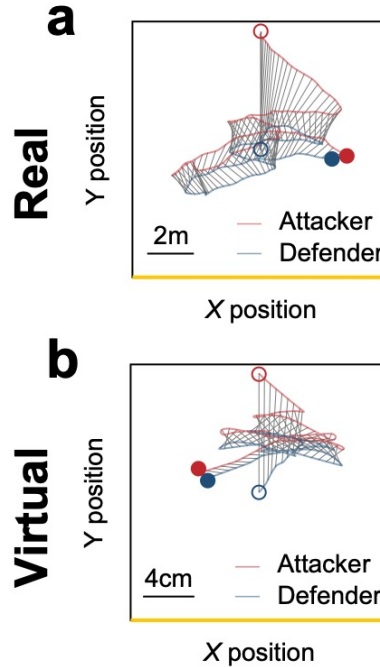 a
Real
Y position
2m
Attacker
Defender
X position
b
Virtual
Y position
4cm
Attacker
Defender
X position